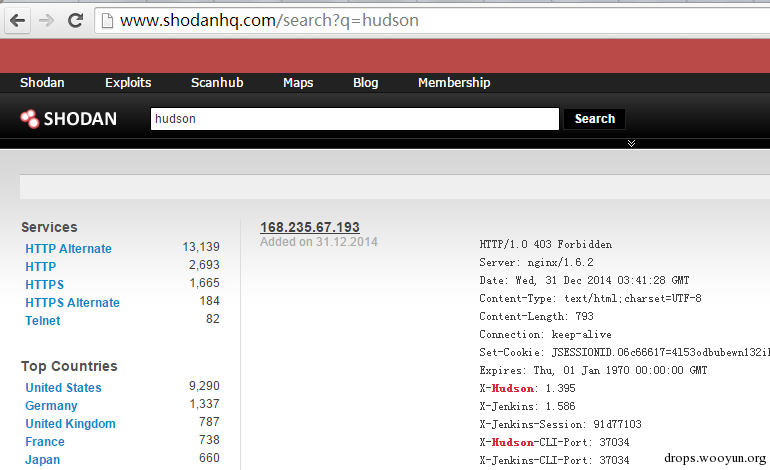 www.shodanhq.com/search?q=hudson
Shodan Exploits Scanhub Maps Blog Membership
SHODAN hudson Search
Services
HTTP Alternate 13,139
HTTP 2,693
HTTPS 1,665
HTTPS Alternate 184
Telnet 82
Top Countries
United States 9,290
Germany 1,337
United Kingdom 787
France 738
Japan 660
168.235.67.193
Added on 31.12.2014
HTTP/1.0 403 Forbidden
Server: nginx/1.6.2
Date: Wed, 31 Dec 2014 03:41:28 GMT
Content-Type: text/html;charset=UTF-8
Content-Length: 793
Connection: keep-alive
Set-Cookie: JSESSIONID.06c66617=4153odbubewn132i
Expires: Thu, 01 Jan 1970 00:00:00 GMT
X-Hudson: 1.395
X-Jenkins: 1.586
X-Jenkins-Session: 91d77103
X-Hudson-CLI-Port: 37034
X-Jenkins-CLI-Port: 37034
drops.wooyun.org